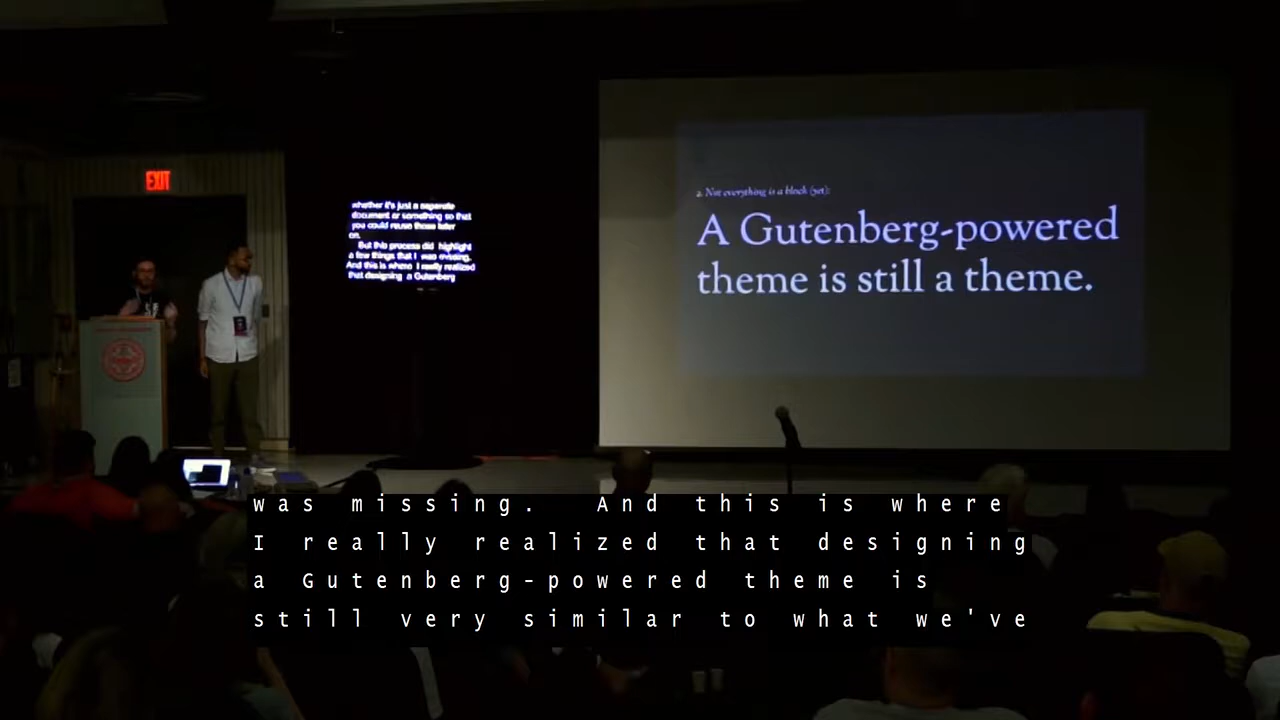 EXIT
whether it's just a separate
document or something so that
you could reuse those later
on.
But this process did highlight
a few things that I was missing.
And this is where I really realized
that designing a Gutenberg
2. Not everything is a block (yet):
A Gutenberg-powered
theme is still a theme.
was missing. And this is where
I really realized that designing
a Gutenberg-powered theme is
still very similar to what we've